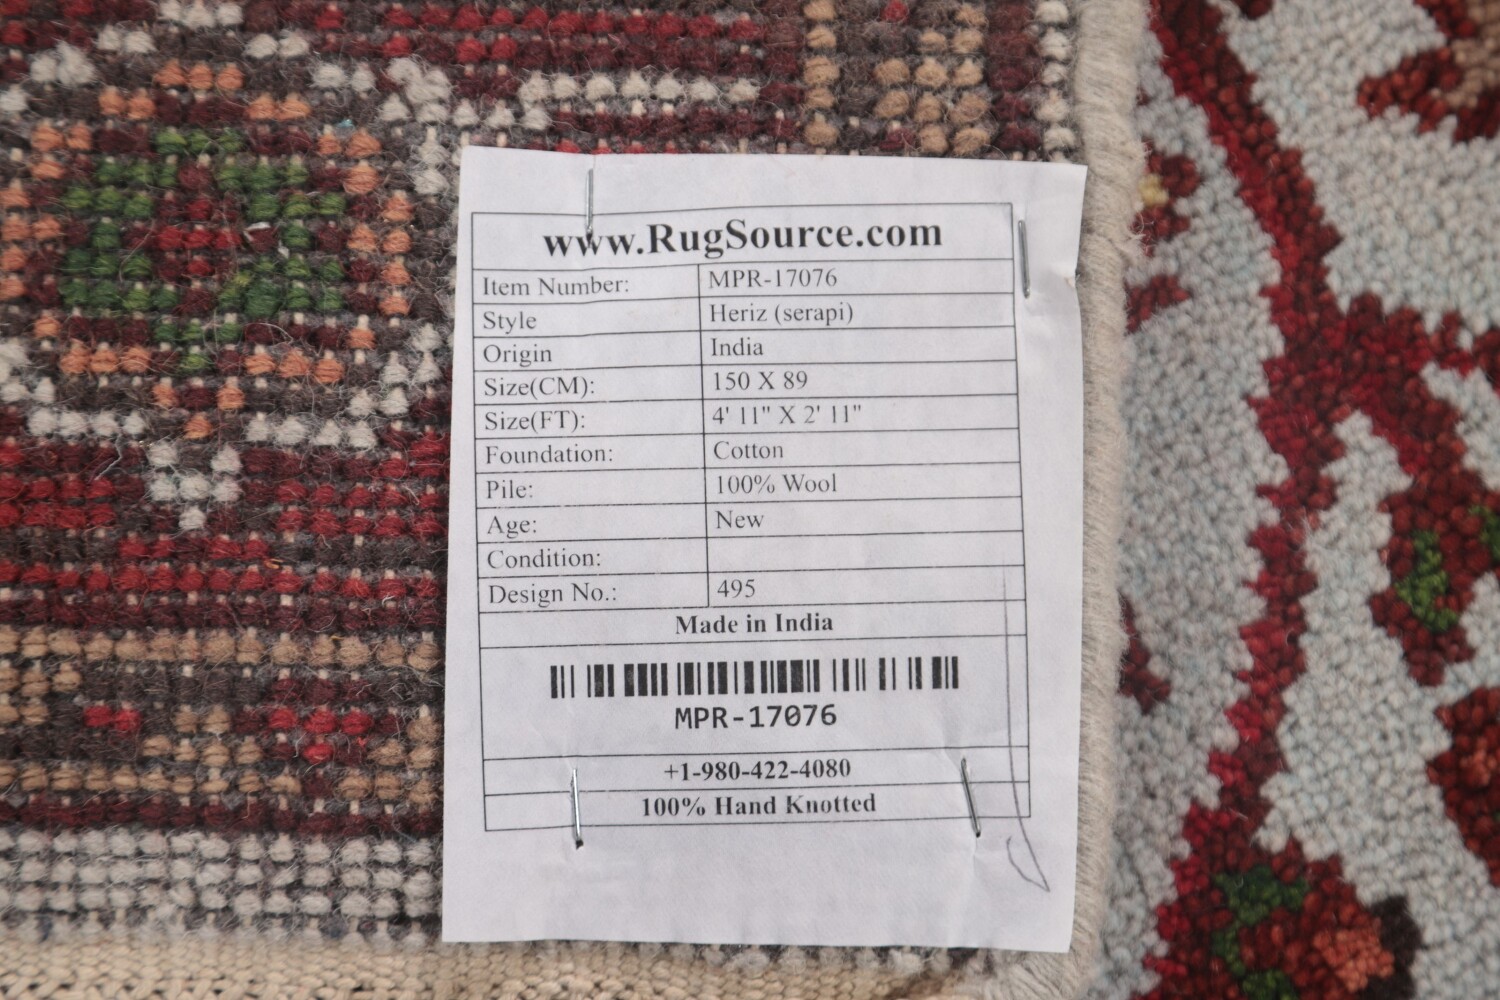 www.RugSource.com
Item Number: MPR-17076
Style Heriz (serapi)
Origin India
Size(CM): 150 X 89
Size(FT): 4' 11" X 2' 11"
Foundation: Cotton
Pile: 100% Wool
Age: New
Condition:
Design No.: 495
Made in India
MPR-17076
+1-980-422-4080
100% Hand Knotted